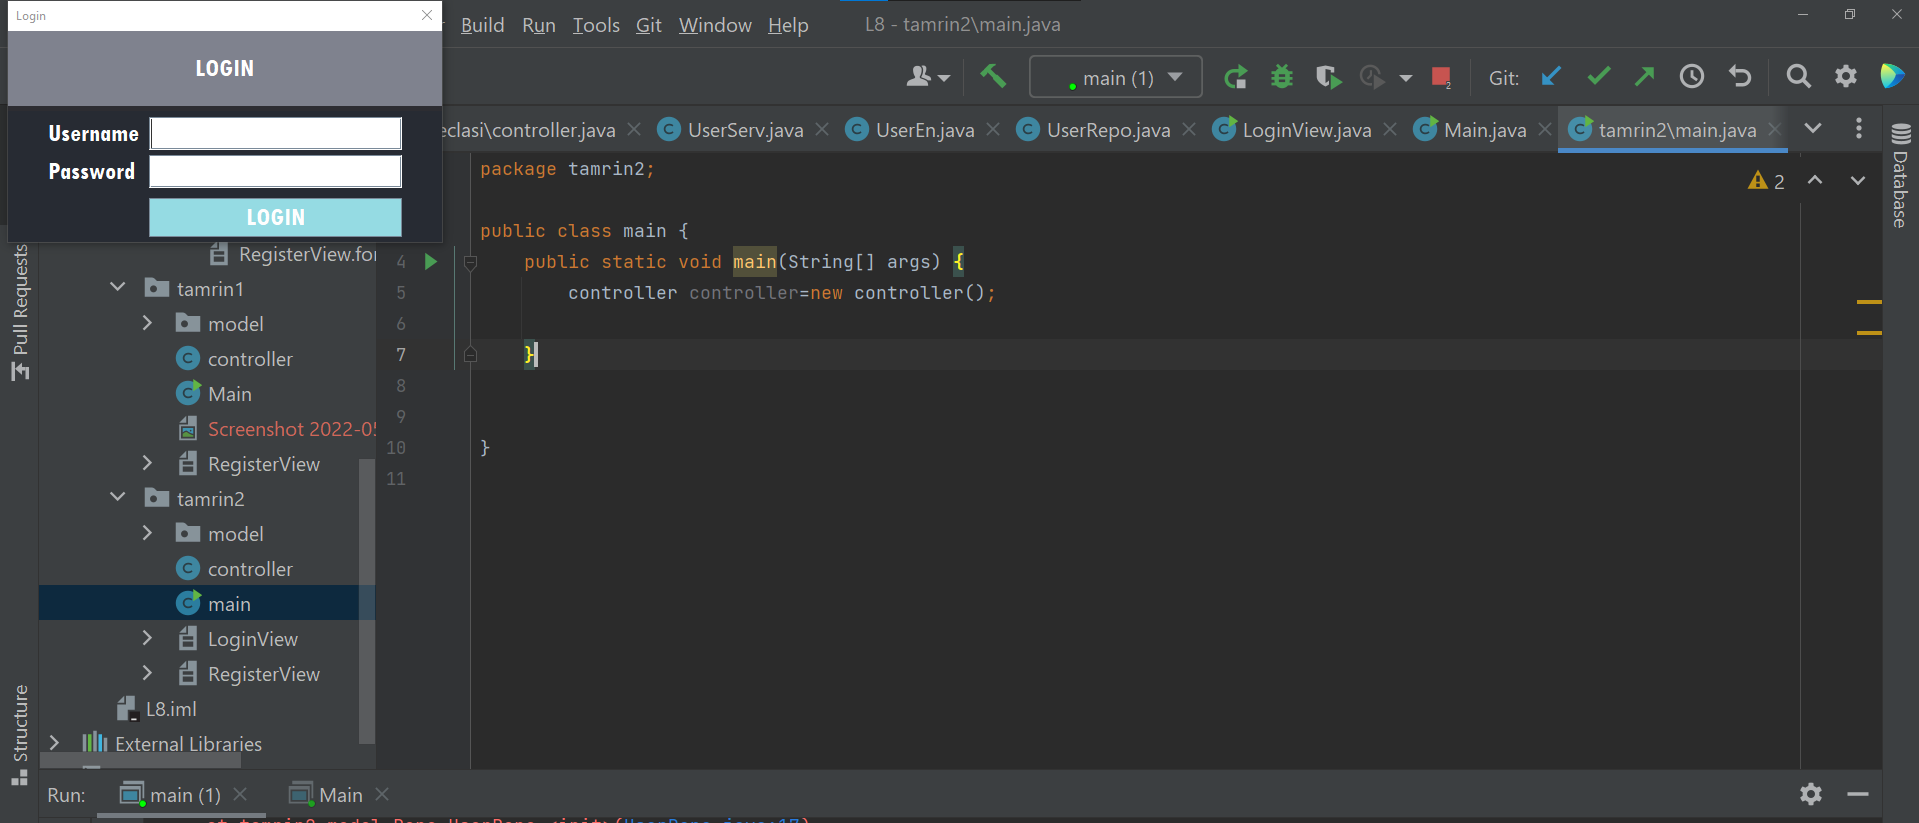 Login
LOGIN
Username
Password
LOGIN
Build Run Tools Git Window Help L8 - tamrin2\main.java
main (1) 2 Git:
eclasi\controller.java UserServ.java UserEn.java UserRepo.java LoginView.java Main.java tamrin2\main.java
Database
Pull Requests
Structure
RegisterView.for
tamrin1
model
controller
Main
Screenshot 2022-05
RegisterView
tamrin2
model
controller
main
LoginView
RegisterView
L8.iml
External Libraries
2
package tamrin2;
public class main {
4 public static void main(String[] args) {
5 controller controller=new controller();
6
7 }
8
9
10 }
11
Run: main (1) Main